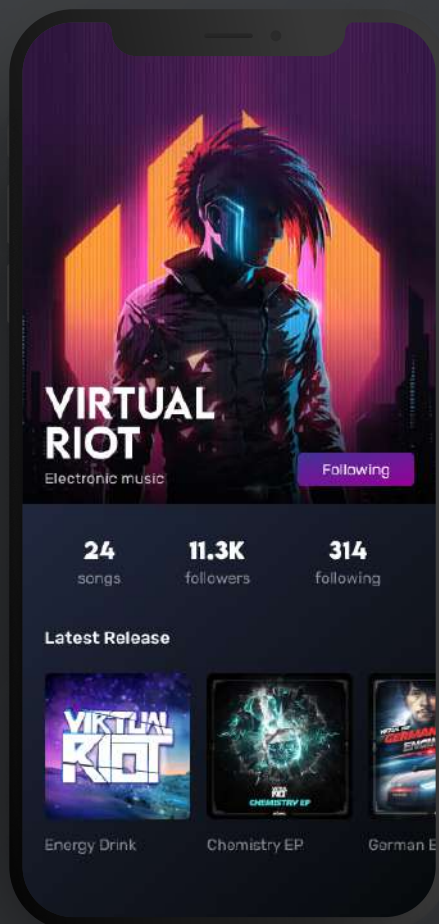 VIRTUAL
RIOT
Electronic music
Following
24
songs
11.3K
followers
314
following
Latest Release
VIRTUAL
RIOT
CHEMISTRY EP
GERMAN
Energy Drink
Chemistry EP
German E